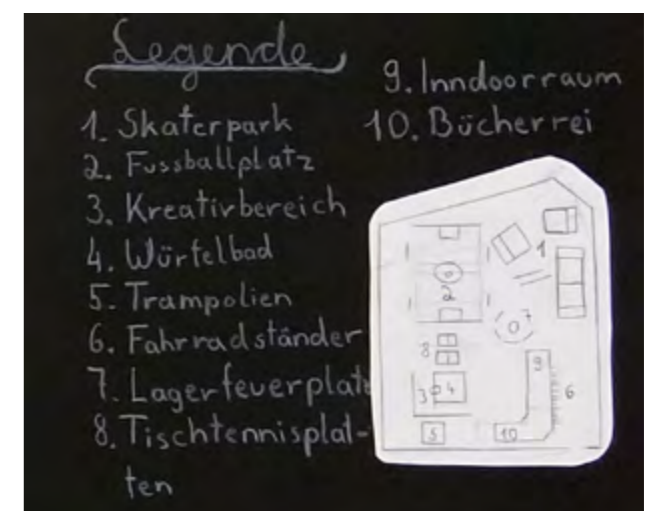 Legende
1. Skaterpark
2. Fussballplatz
3. Kreativbereich
4. Würfelbad
5. Trampolien
6. Fahrradständer
7. Lagerfeuerplatz
8. Tischtennisplat-
ten
9. Inndoorraum
10. Bücherrei
1
2
7
8
9
3 4
6
5
10